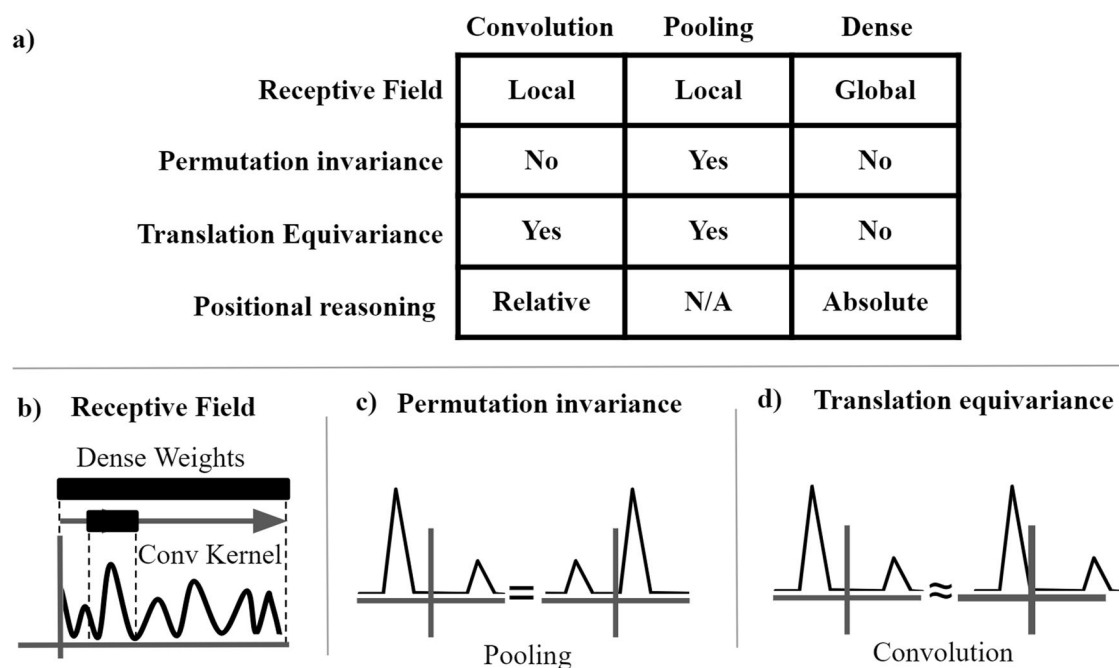 a)
Convolution Pooling Dense
Receptive Field Local Local Global
Permutation invariance No Yes No
Translation Equivariance Yes Yes No
Positional reasoning Relative N/A Absolute
b) Receptive Field
Dense Weights
Conv Kernel
c) Permutation invariance
=
Pooling
d) Translation equivariance
≈
Convolution